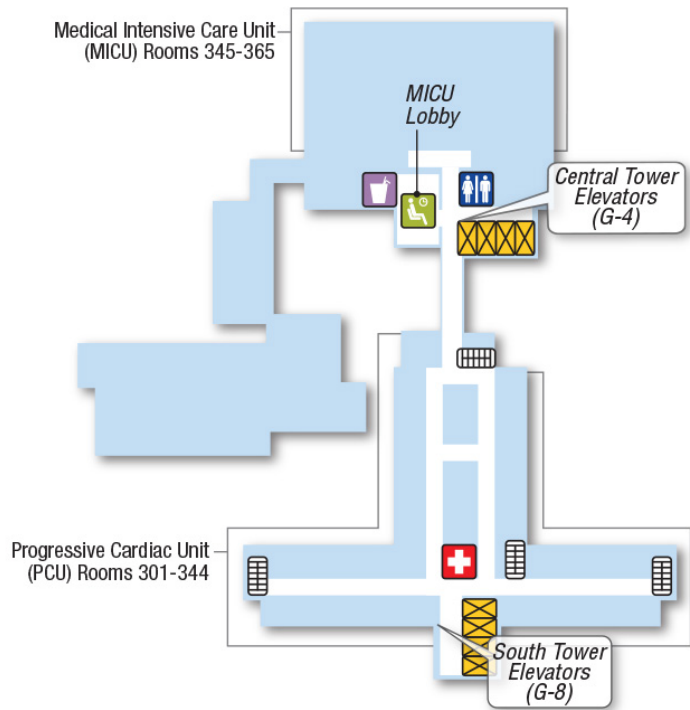 Medical Intensive Care Unit
(MICU) Rooms 345-365
MICU
Lobby
Central Tower
Elevators
(G-4)
Progressive Cardiac Unit
(PCU) Rooms 301-344
South Tower
Elevators
(G-8)